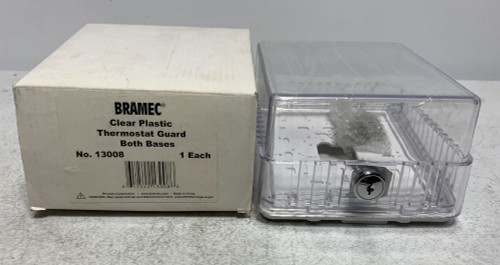 BRAMEC®
Clear Plastic
Thermostat Guard
Both Bases
No. 13008 1 Each